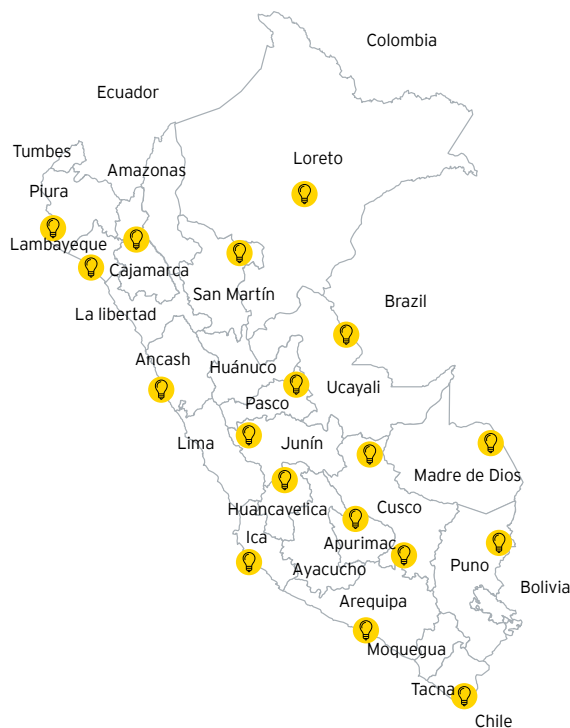 Colombia
Ecuador
Tumbes
Amazonas
Loreto
Piura
Lambayeque
Cajamarca
San Martín
Brazil
La libertad
Ancash
Huánuco
Ucayali
Pasco
Lima
Junín
Madre de Dios
Huancavelica
Cusco
Ica
Apurimac
Ayacucho
Puno
Bolivia
Arequipa
Moquegua
Tacna
Chile